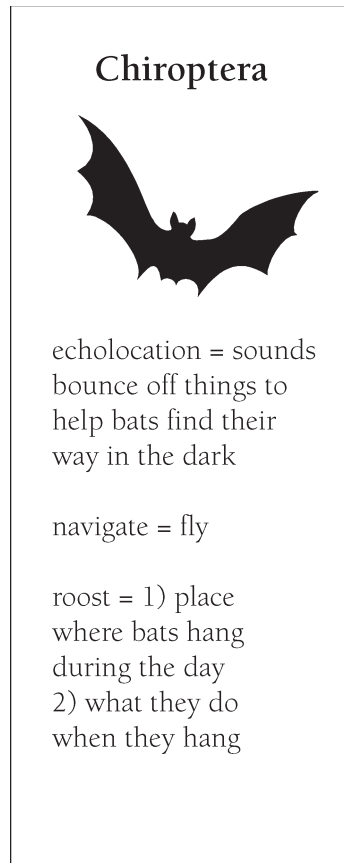 Chiroptera
echolocation = sounds
bounce off things to
help bats find their
way in the dark
navigate = fly
roost = 1) place
where bats hang
during the day
2) what they do
when they hang